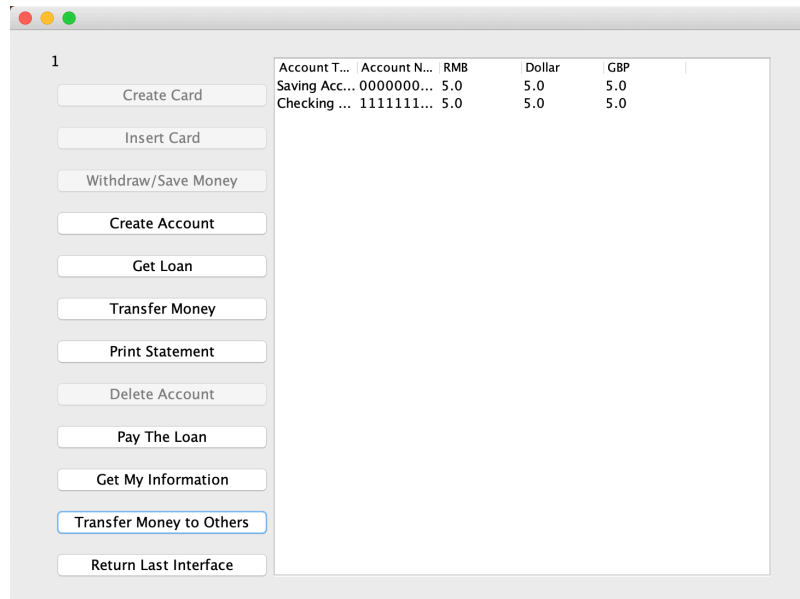 1
Create Card
Insert Card
Withdraw/Save Money
Create Account
Get Loan
Transfer Money
Print Statement
Delete Account
Pay The Loan
Get My Information
Transfer Money to Others
Return Last Interface
Account T... Account N... RMB Dollar GBP
Saving Acc... 0000000... 5.0 5.0 5.0
Checking ... 1111111... 5.0 5.0 5.0